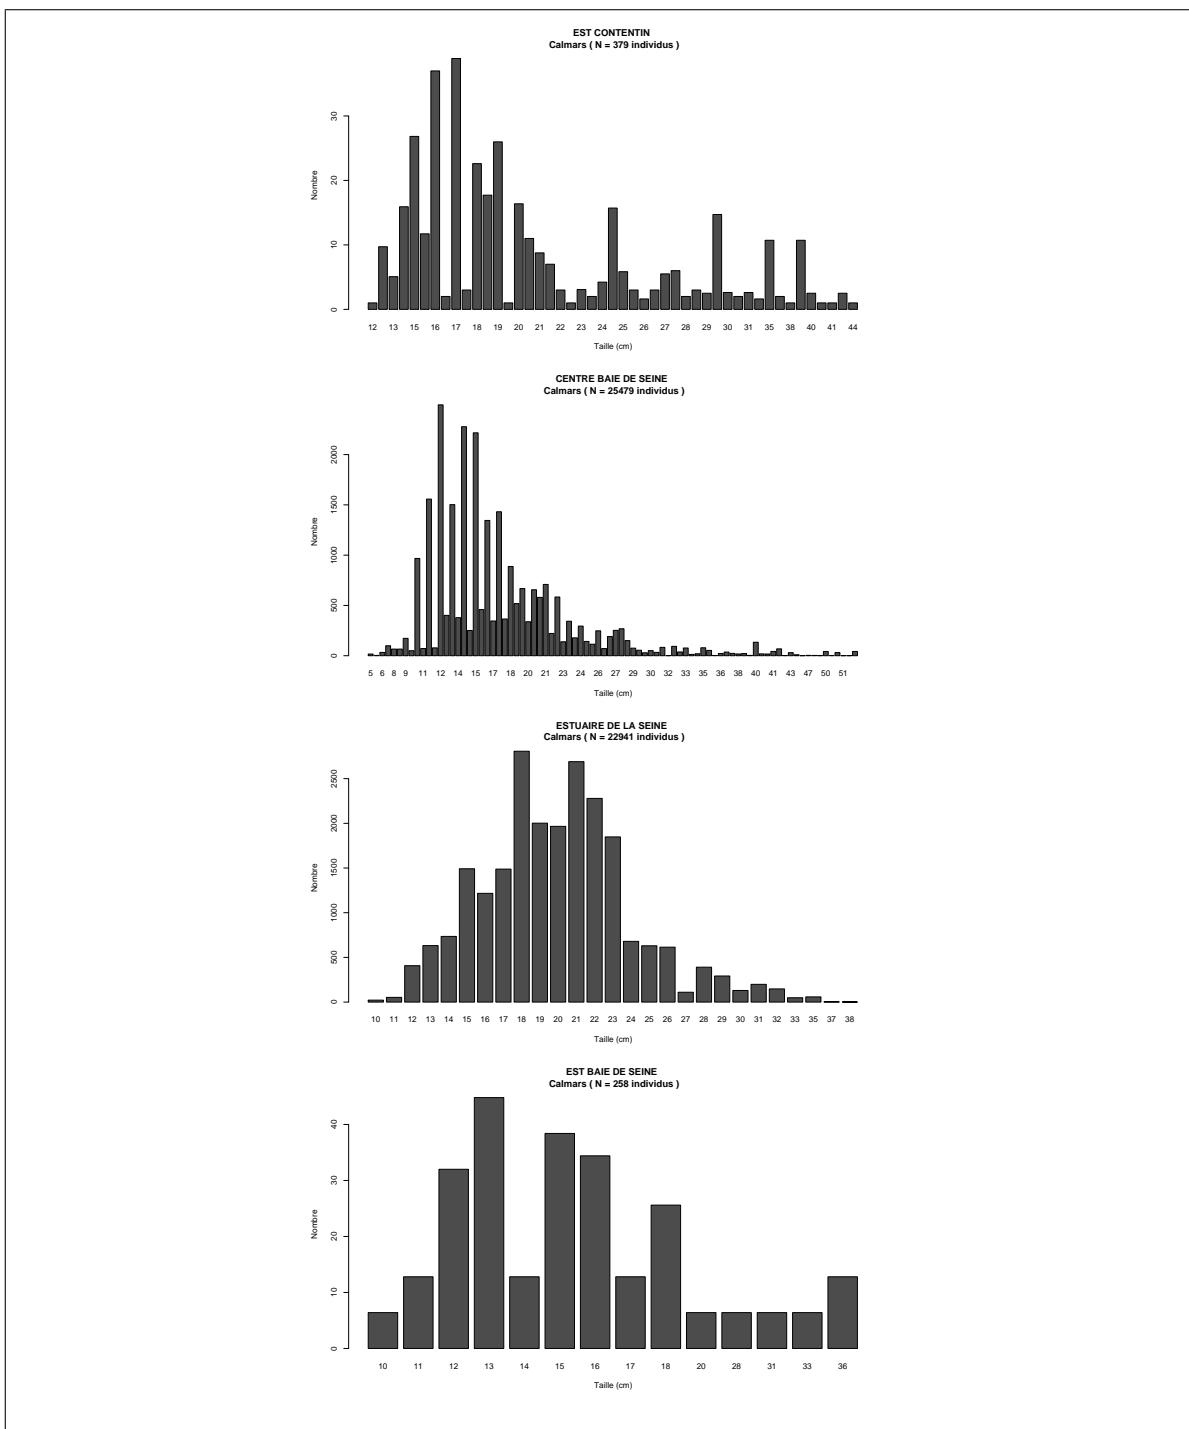 EST CONTENTIN
Calmars ( N = 379 individus )
Nombre
0 10 20 30
12 13 15 16 17 18 19 20 21 22 23 24 25 26 27 28 29 30 31 35 38 40 41 44
Taille (cm)
CENTRE BAIE DE SEINE
Calmars ( N = 25479 individus )
Nombre
0 500 1000 1500 2000
5 6 8 9 11 12 14 15 17 18 20 21 23 24 26 27 29 30 32 33 35 36 38 40 41 43 47 50 51
Taille (cm)
ESTUAIRE DE LA SEINE
Calmars ( N = 22941 individus )
Nombre
0 500 1000 1500 2000 2500
10 11 12 13 14 15 16 17 18 19 20 21 22 23 24 25 26 27 28 29 30 31 32 33 35 37 38
Taille (cm)
EST BAIE DE SEINE
Calmars ( N = 258 individus )
Nombre
0 10 20 30 40
10 11 12 13 14 15 16 17 18 20 28 31 33 36
Taille (cm)